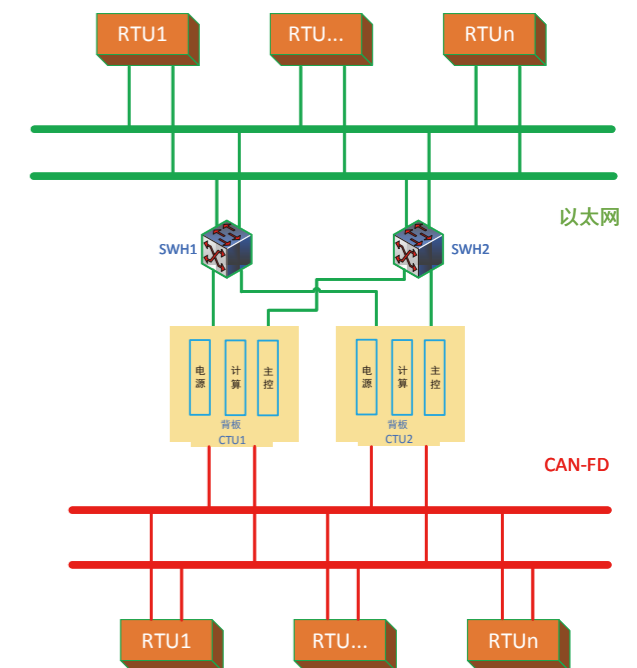 RTU1
RTU...
RTUn
以太网
SWH1
SWH2
电源
计算
主控
电源
计算
主控
背板
CTU1
背板
CTU2
CAN-FD
RTU1
RTU...
RTUn